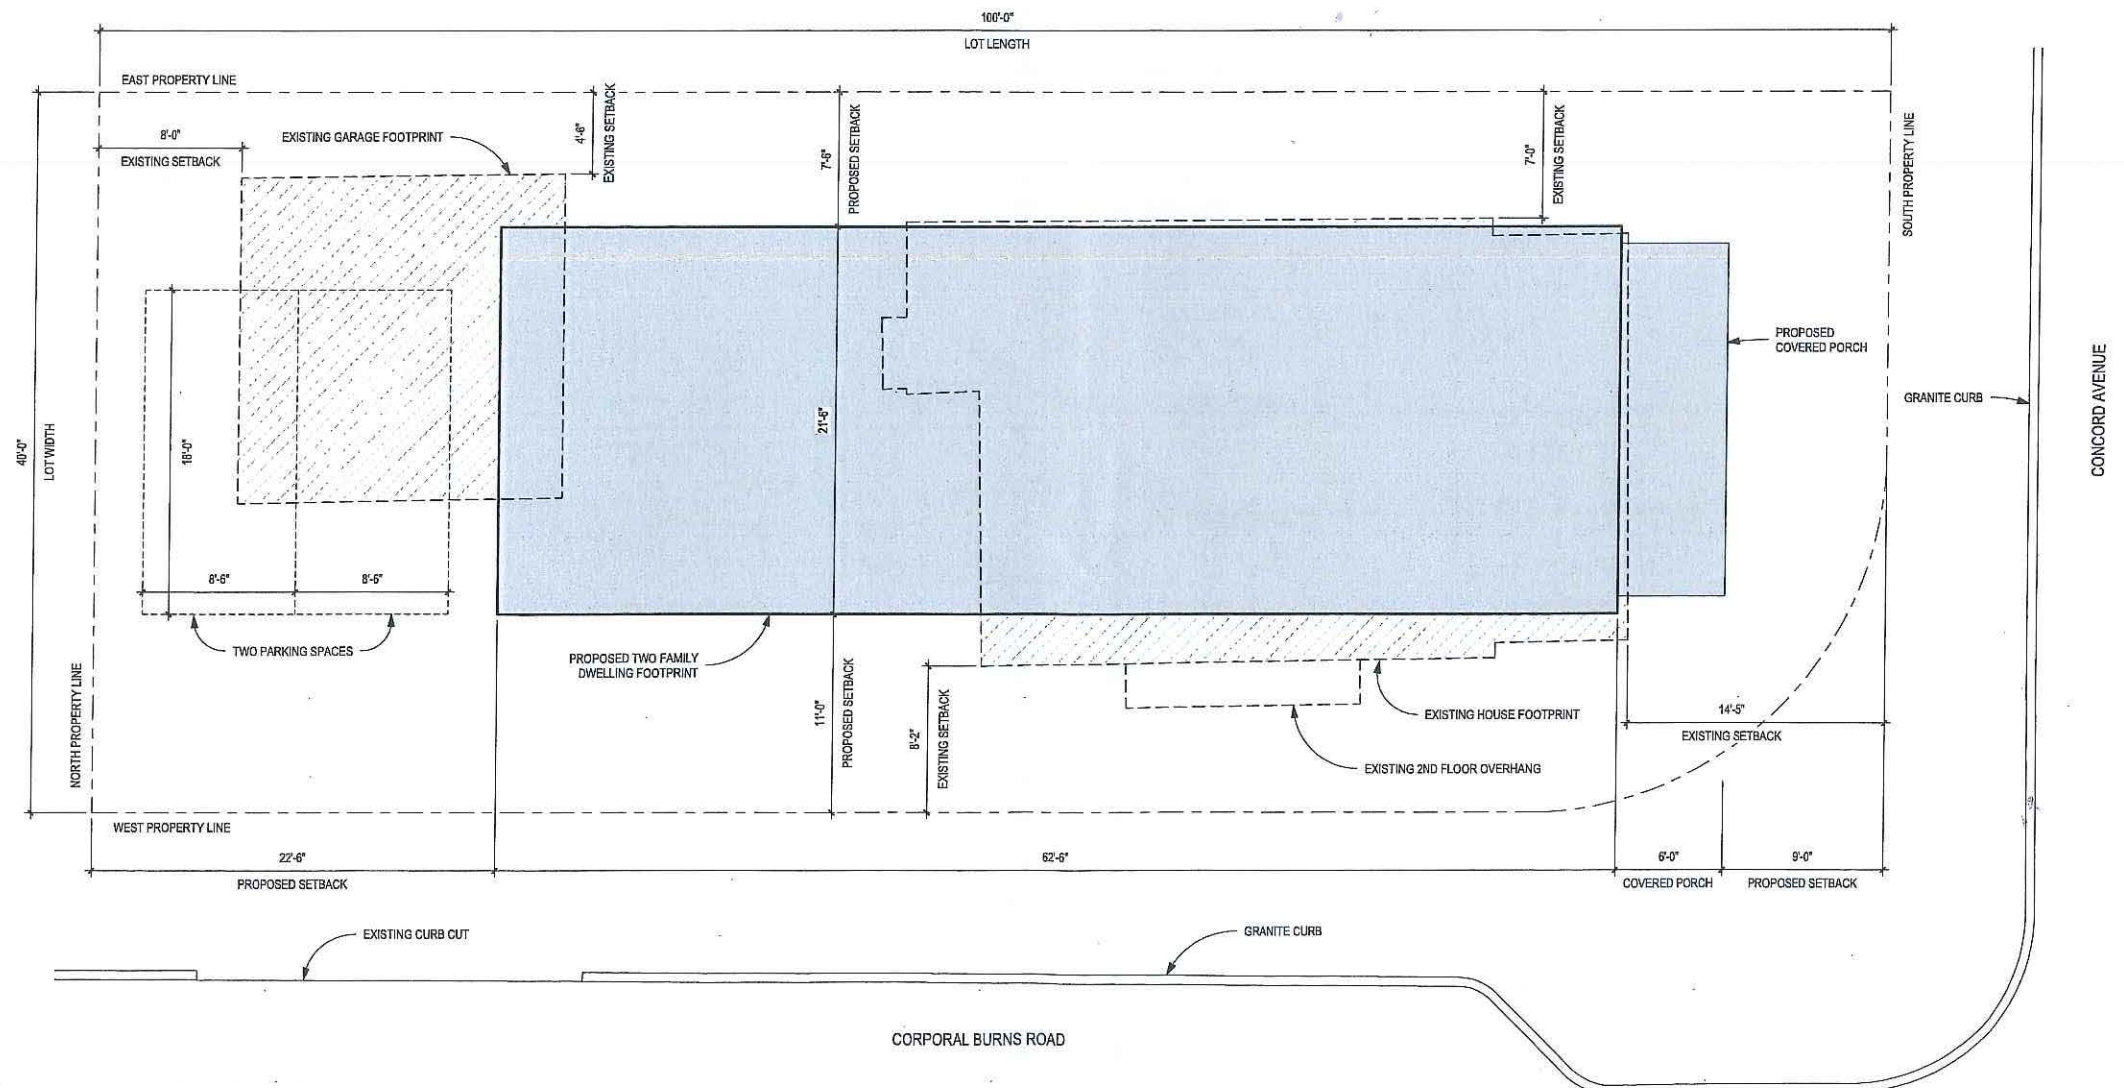 100'-0"
LOT LENGTH
EAST PROPERTY LINE
8'-0"
EXISTING SETBACK
EXISTING GARAGE FOOTPRINT
4'-6"
EXISTING SETBACK
7'-6"
PROPOSED SETBACK
7'-0"
EXISTING SETBACK
SOUTH PROPERTY LINE
PROPOSED
COVERED PORCH
GRANITE CURB
CONCORD AVENUE
40'-0"
LOT WIDTH
18'-0"
21'-6"
8'-6"
8'-6"
TWO PARKING SPACES
PROPOSED TWO FAMILY
DWELLING FOOTPRINT
NORTH PROPERTY LINE
11'-0"
PROPOSED SETBACK
8'-2"
EXISTING SETBACK
EXISTING HOUSE FOOTPRINT
14'-5"
EXISTING SETBACK
EXISTING 2ND FLOOR OVERHANG
WEST PROPERTY LINE
22'-6"
PROPOSED SETBACK
62'-6"
6'-0"
COVERED PORCH
9'-0"
PROPOSED SETBACK
EXISTING CURB CUT
GRANITE CURB
CORPORAL BURNS ROAD